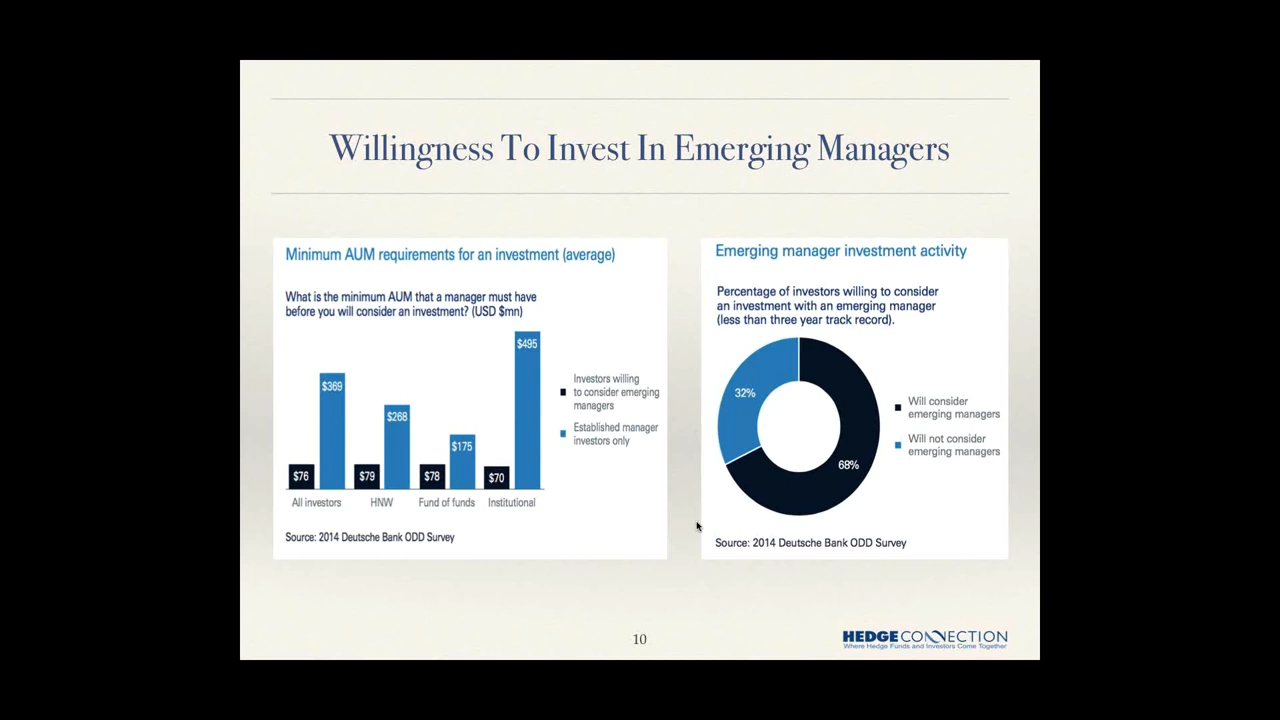 Willingness To Invest In Emerging Managers
Minimum AUM requirements for an investment (average)
What is the minimum AUM that a manager must have
before you will consider an investment? (USD $mn)
$76
$369
$79
$268
$78
$175
$70
$495
All investors
HNW
Fund of funds
Institutional
Investors willing
to consider emerging
managers
Established manager
investors only
Source: 2014 Deutsche Bank ODD Survey
Emerging manager investment activity
Percentage of investors willing to consider
an investment with an emerging manager
(less than three year track record).
32%
68%
Will consider
emerging managers
Will not consider
emerging managers
Source: 2014 Deutsche Bank ODD Survey
10
HEDGECONNECTION
Where Hedge Funds and Investors Come Together